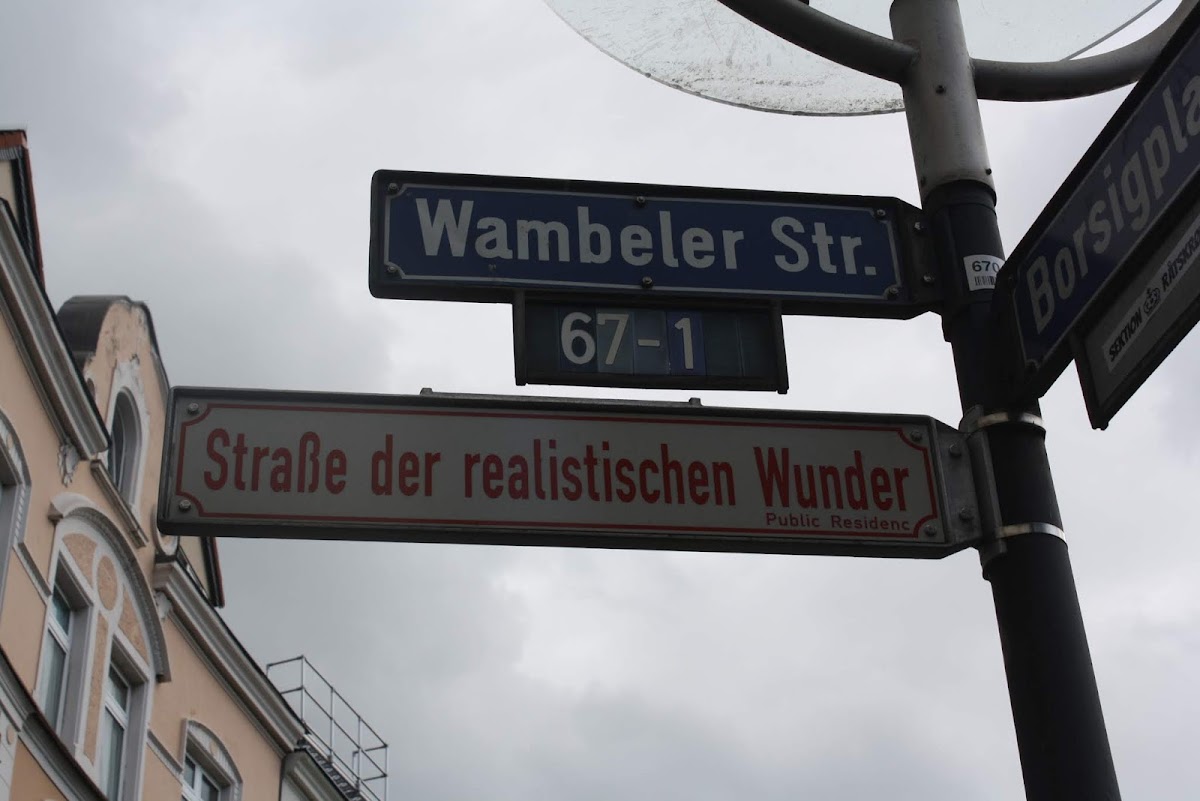 Wambeler Str.
67-1
Straße der realistischen Wunder
Public Residenc
670
Borsigpla
SEKTION